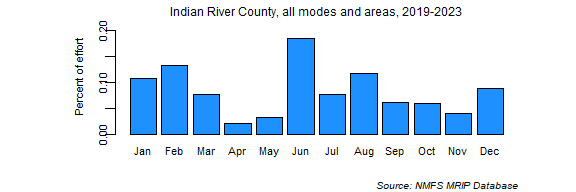 Indian River County, all modes and areas, 2019-2023
Percent of effort
0.20
0.10
0.00
Jan Feb Mar Apr May Jun Jul Aug Sep Oct Nov Dec
Source: NMFS MRIP Database